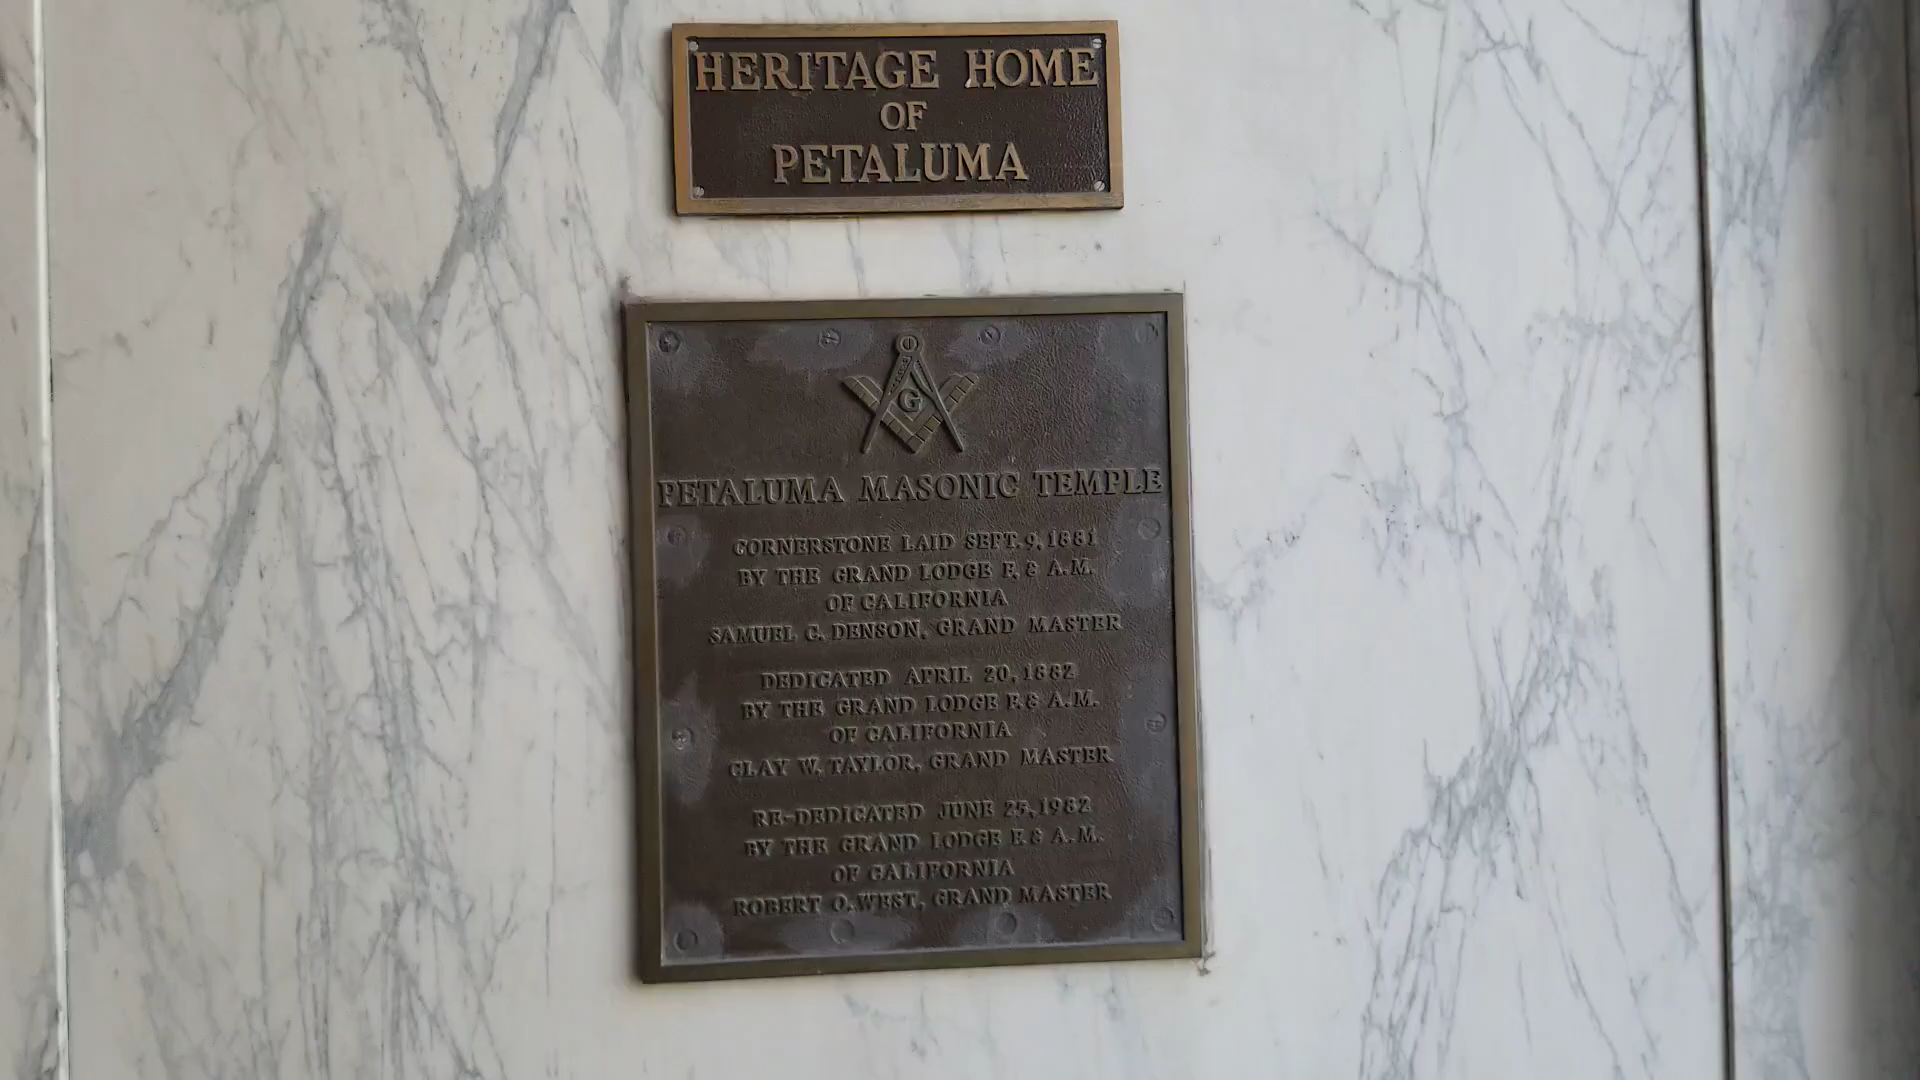 HERITAGE HOME
OF
PETALUMA
G
PETALUMA MASONIC TEMPLE
CORNERSTONE LAID SEPT. 9, 1881
BY THE GRAND LODGE F. & A.M.
OF CALIFORNIA
SAMUEL C. DENSON, GRAND MASTER
DEDICATED APRIL 20, 1882
BY THE GRAND LODGE F. & A.M.
OF CALIFORNIA
CLAY W. TAYLOR, GRAND MASTER
RE-DEDICATED JUNE 25, 1982
BY THE GRAND LODGE F. & A.M.
OF CALIFORNIA
ROBERT O. WEST, GRAND MASTER